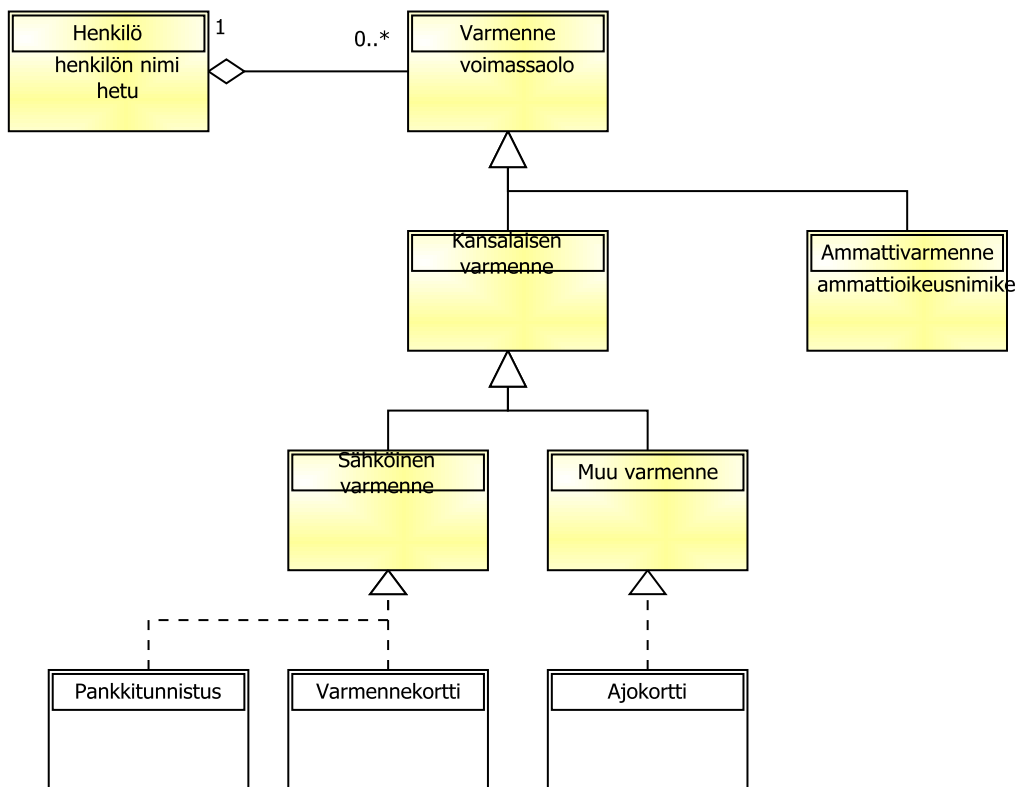 Henkilö
henkilön nimi
hetu
1
0..*
Varmenne
voimassaolo
Kansalaisen
varmenne
Ammattivarmenne
ammattioikeusnimike
Sähköinen
varmenne
Muu varmenne
Pankkitunnistus
Varmennekortti
Ajokortti